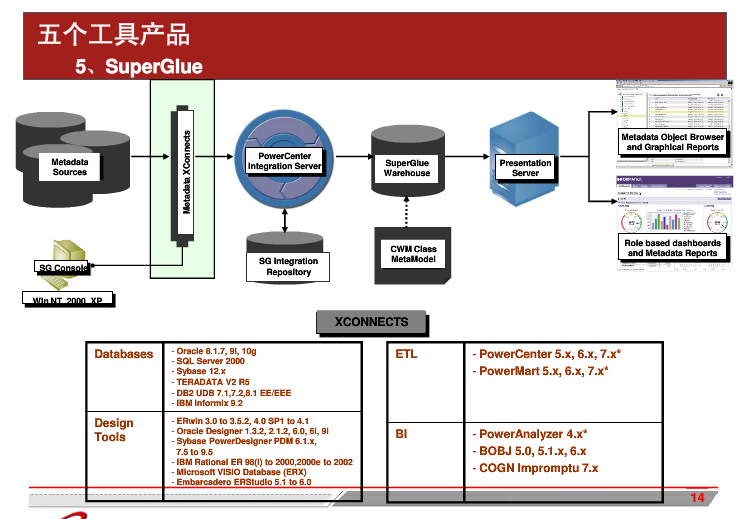 五个工具产品
5、SuperGlue
Metadata
Sources
Metadata XConnects
PowerCenter
Integration Server
SuperGlue
Warehouse
Presentation
Server
Metadata Object Browser
and Graphical Reports
Role based dashboards
and Metadata Reports
SG Console
Win NT, 2000, XP
SG Integration
Repository
CWM Class
MetaModel
XCONNECTS
Databases
- Oracle 8.1.7, 9i, 10g
- SQL Server 2000
- Sybase 12.x
- TERADATA V2 R5
- DB2 UDB 7.1,7.2,8.1 EE/EEE
- IBM Informix 9.2
Design
Tools
- ERwin 3.0 to 3.5.2, 4.0 SP1 to 4.1
- Oracle Designer 1.3.2, 2.1.2, 6.0, 6i, 9i
- Sybase PowerDesigner PDM 6.1.x,
7.5 to 9.5
- IBM Rational ER 98(i) to 2000,2000e to 2002
- Microsoft VISIO Database (ERX)
- Embarcadero ERStudio 5.1 to 6.0
ETL
- PowerCenter 5.x, 6.x, 7.x*
- PowerMart 5.x, 6.x, 7.x*
BI
- PowerAnalyzer 4.x*
- BOBJ 5.0, 5.1.x, 6.x
- COGN Impromptu 7.x
14